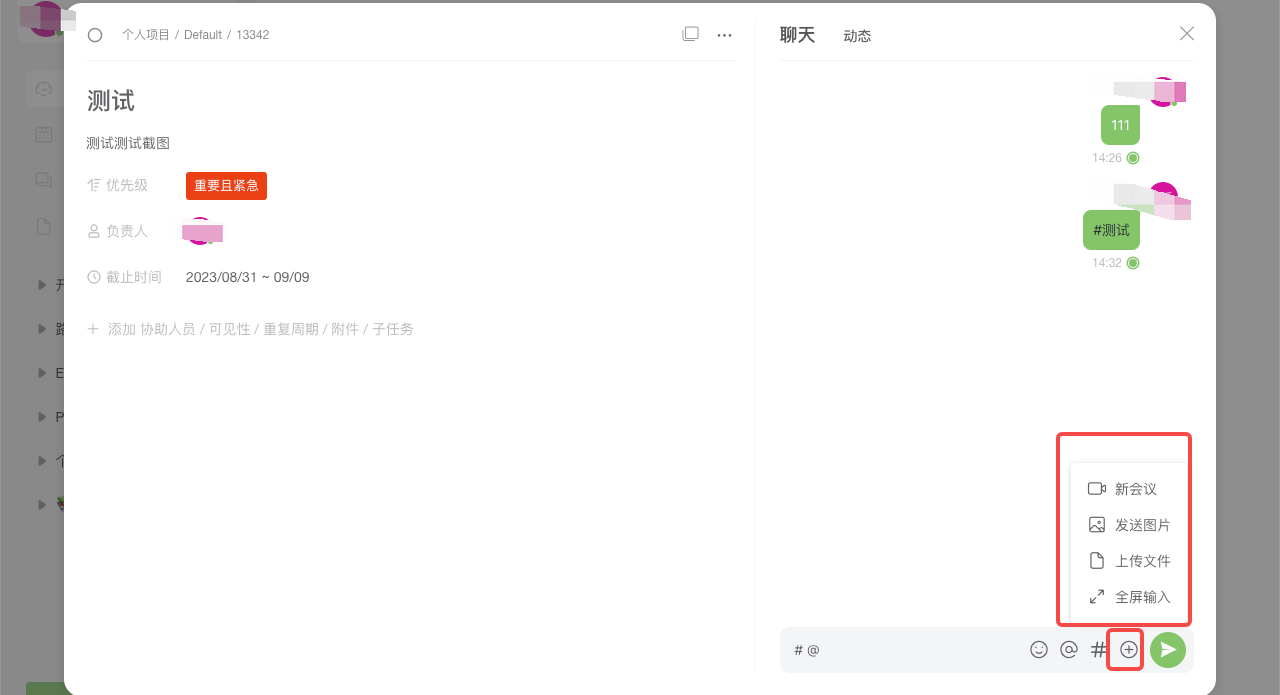 个人项目 / Default / 13342
测试
测试测试截图
优先级
重要且紧急
负责人
截止时间
2023/08/31 ~ 09/09
添加 协助人员 / 可见性 / 重复周期 / 附件 / 子任务
聊天
动态
111
14:26
#测试
14:32
新会议
发送图片
上传文件
全屏输入
# @
E
P
个